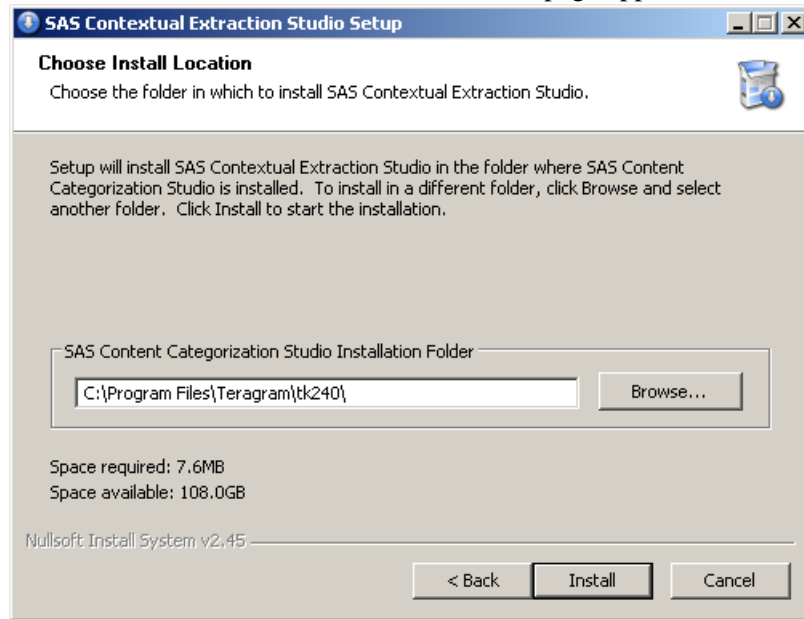 SAS Contextual Extraction Studio Setup
Choose Install Location
Choose the folder in which to install SAS Contextual Extraction Studio.
Setup will install SAS Contextual Extraction Studio in the folder where SAS Content
Categorization Studio is installed. To install in a different folder, click Browse and select
another folder. Click Install to start the installation.
SAS Content Categorization Studio Installation Folder
C:\Program Files\Teragram\tk240\
Browse...
Space required: 7.6MB
Space available: 108.0GB
Nullsoft Install System v2.45
< Back
Install
Cancel